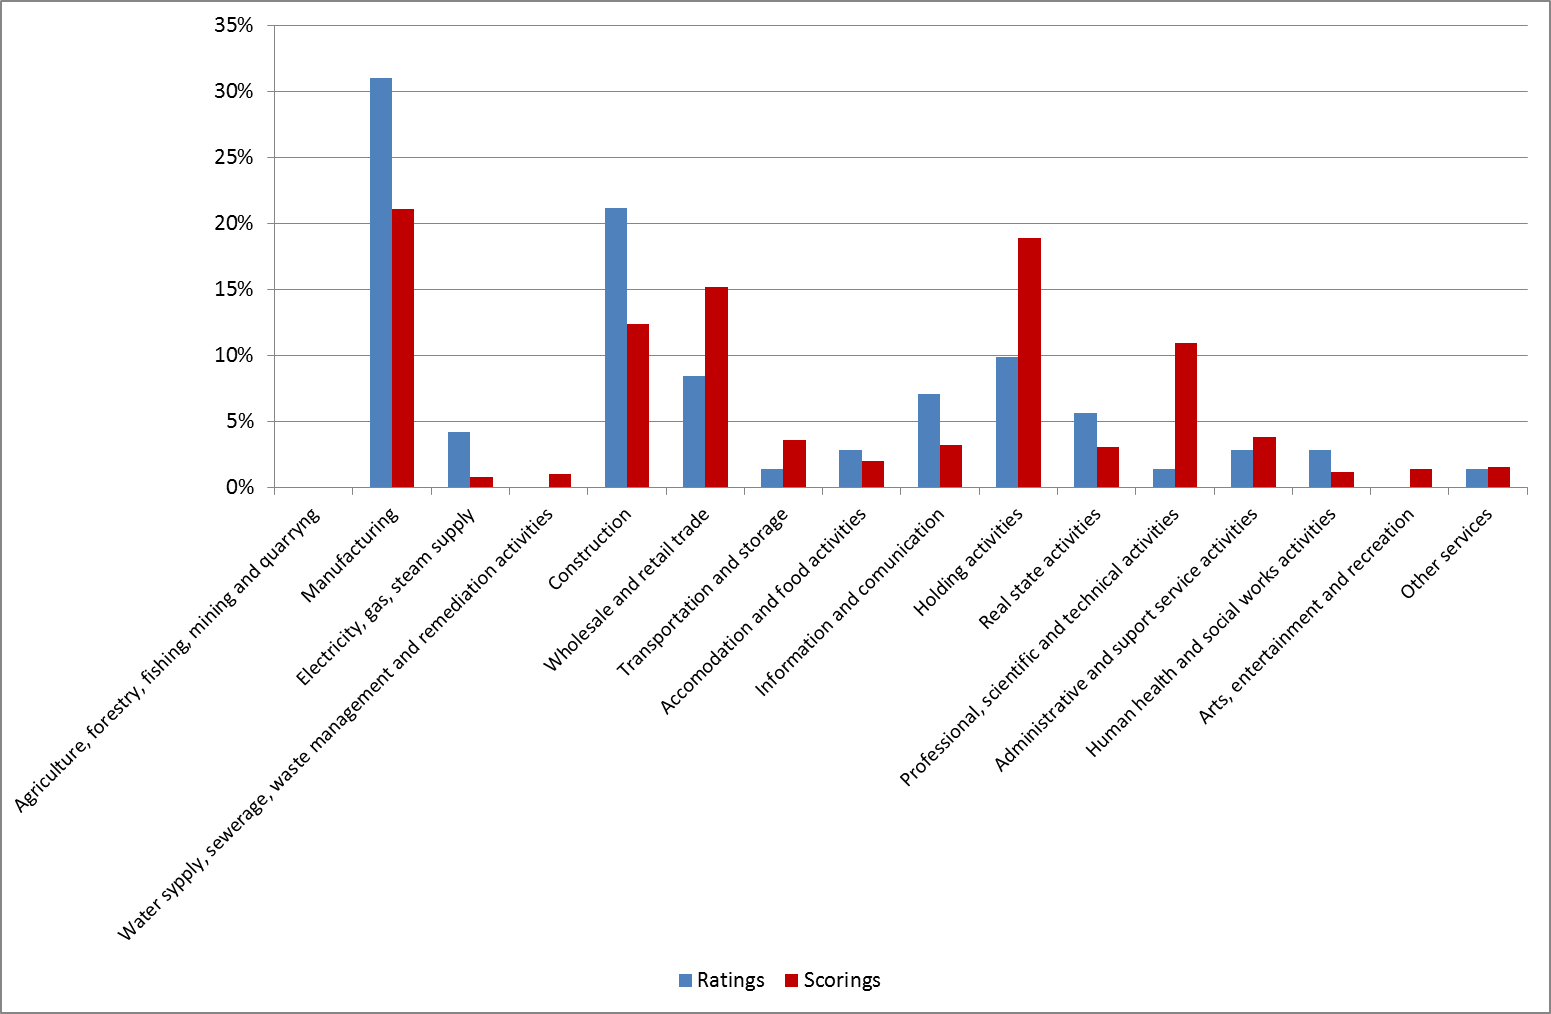 35%
30%
25%
20%
15%
10%
5%
0%
Agriculture, forestry, fishing, mining and quarryng
Manufacturing
Electricity, gas, steam supply
Water sypply, sewerage, waste management and remediation activities
Construction
Wholesale and retail trade
Transportation and storage
Accomodation and food activities
Information and comunication
Holding activities
Real state activities
Professional, scientific and technical activities
Administrative and suport service activities
Human health and social works activities
Arts, entertainment and recreation
Other services
Ratings Scorings